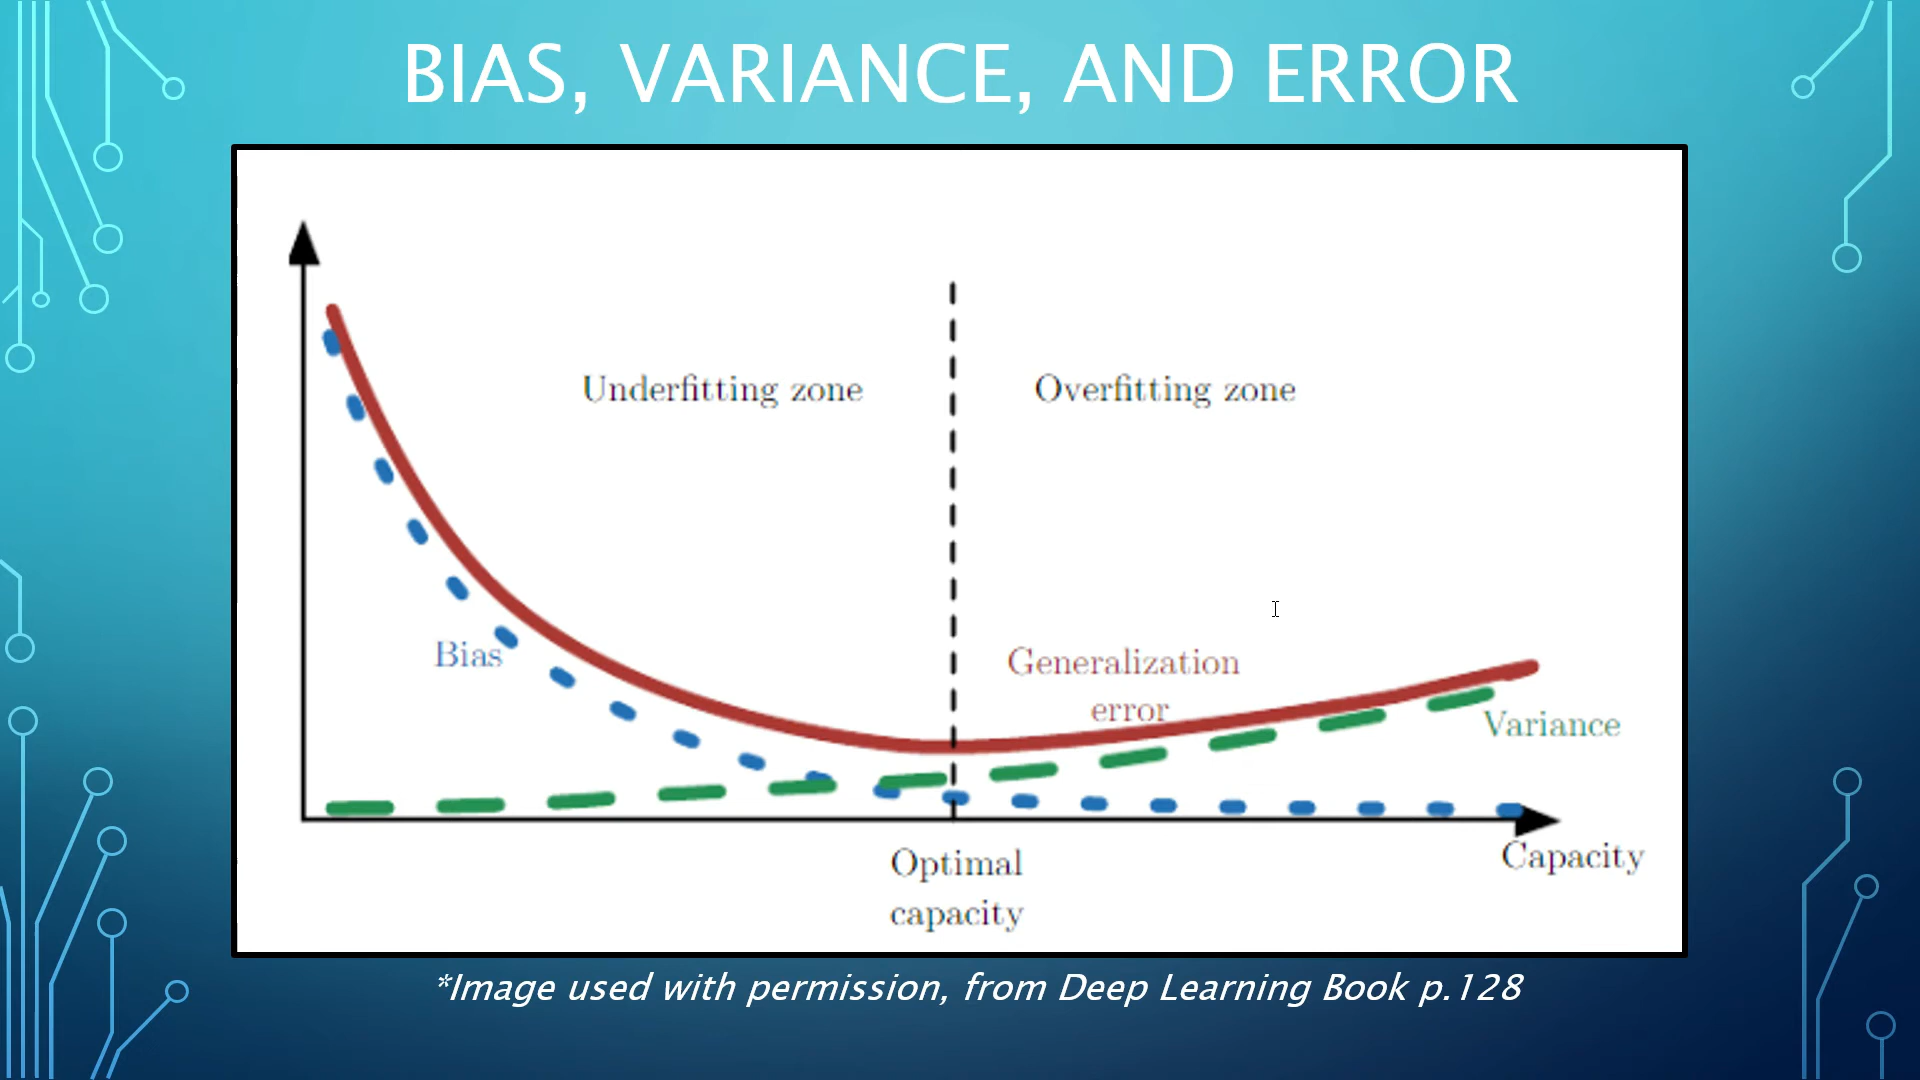 BIAS, VARIANCE, AND ERROR
Underfitting zone
Overfitting zone
Bias
Generalization
error
Variance
Optimal
capacity
Capacity
*Image used with permission, from Deep Learning Book p.128